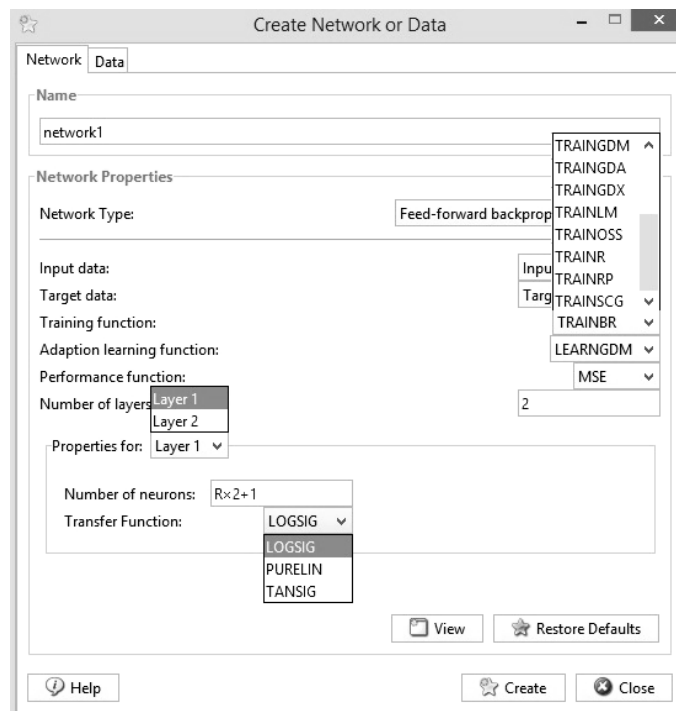 Create Network or Data
Network Data
Name
network1
Network Properties
Network Type:
Feed-forward backprop
Input data:
Inpu
Target data:
Targ
Training function:
TRAINBR
TRAINGDM
TRAINGDA
TRAINGDX
TRAINLM
TRAINOSS
TRAINR
TRAINRP
TRAINSCG
Adaption learning function:
LEARNGDM
Performance function:
MSE
Number of layers
2
Layer 1
Layer 2
Properties for: Layer 1
Number of neurons: R×2+1
Transfer Function: LOGSIG
LOGSIG
PURELIN
TANSIG
View
Restore Defaults
Help
Create
Close